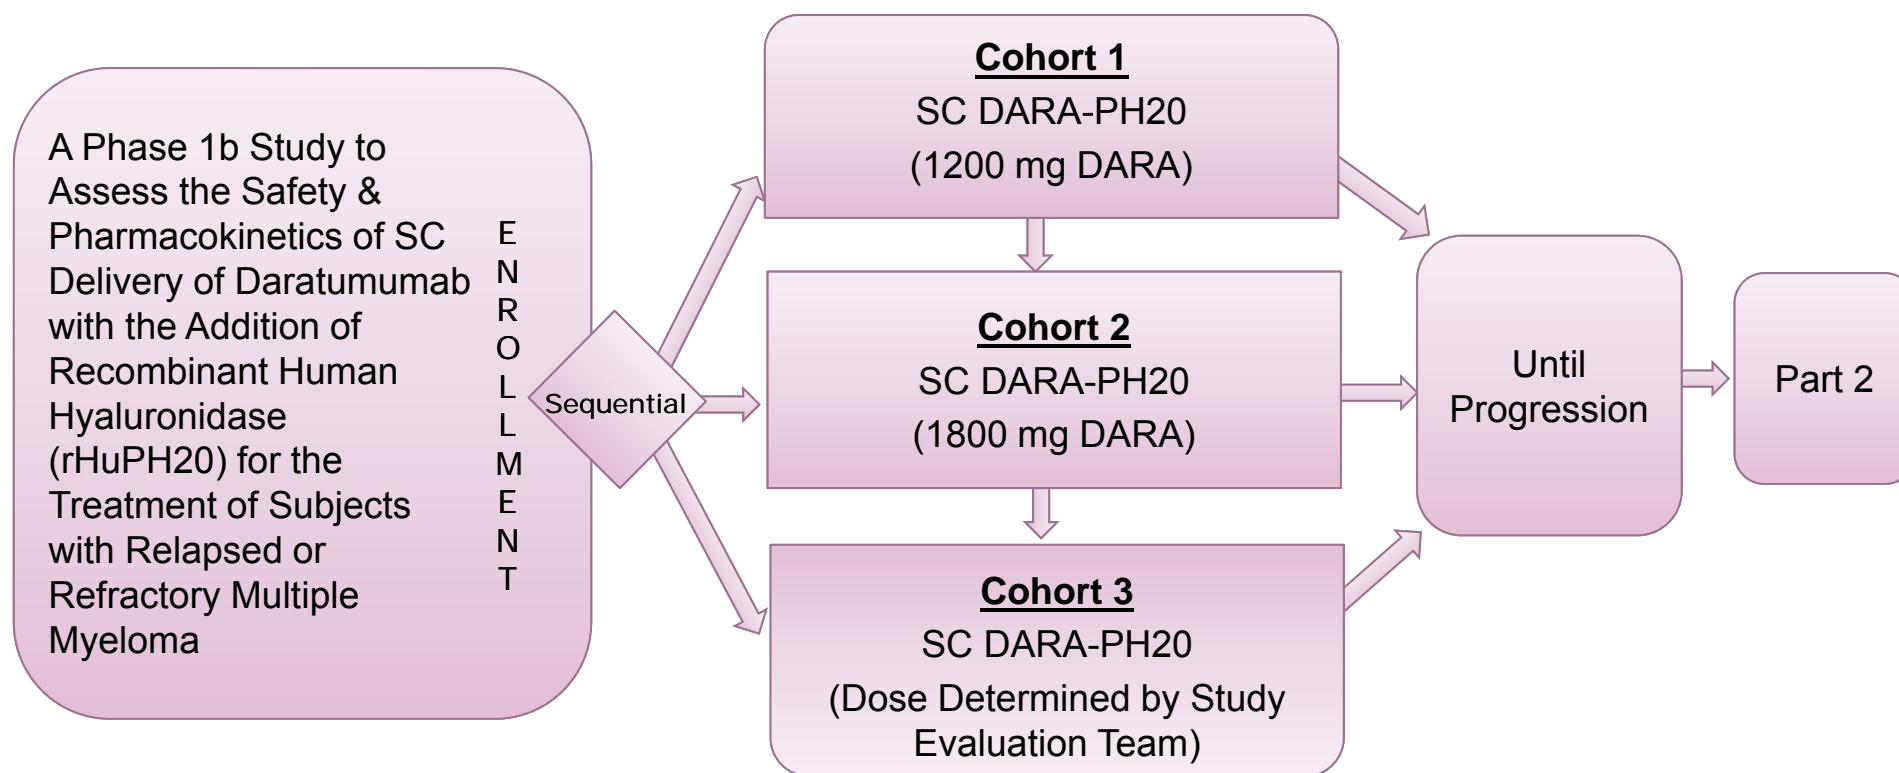 A Phase 1b Study to
Assess the Safety &
Pharmacokinetics of SC
Delivery of Daratumumab
with the Addition of
Recombinant Human
Hyaluronidase
(rHuPH20) for the
Treatment of Subjects
with Relapsed or
Refractory Multiple
Myeloma
E
N
R
O
L
L
M
E
N
T
Sequential
Cohort 1
SC DARA-PH20
(1200 mg DARA)
Cohort 2
SC DARA-PH20
(1800 mg DARA)
Cohort 3
SC DARA-PH20
(Dose Determined by Study
Evaluation Team)
Until
Progression
Part 2